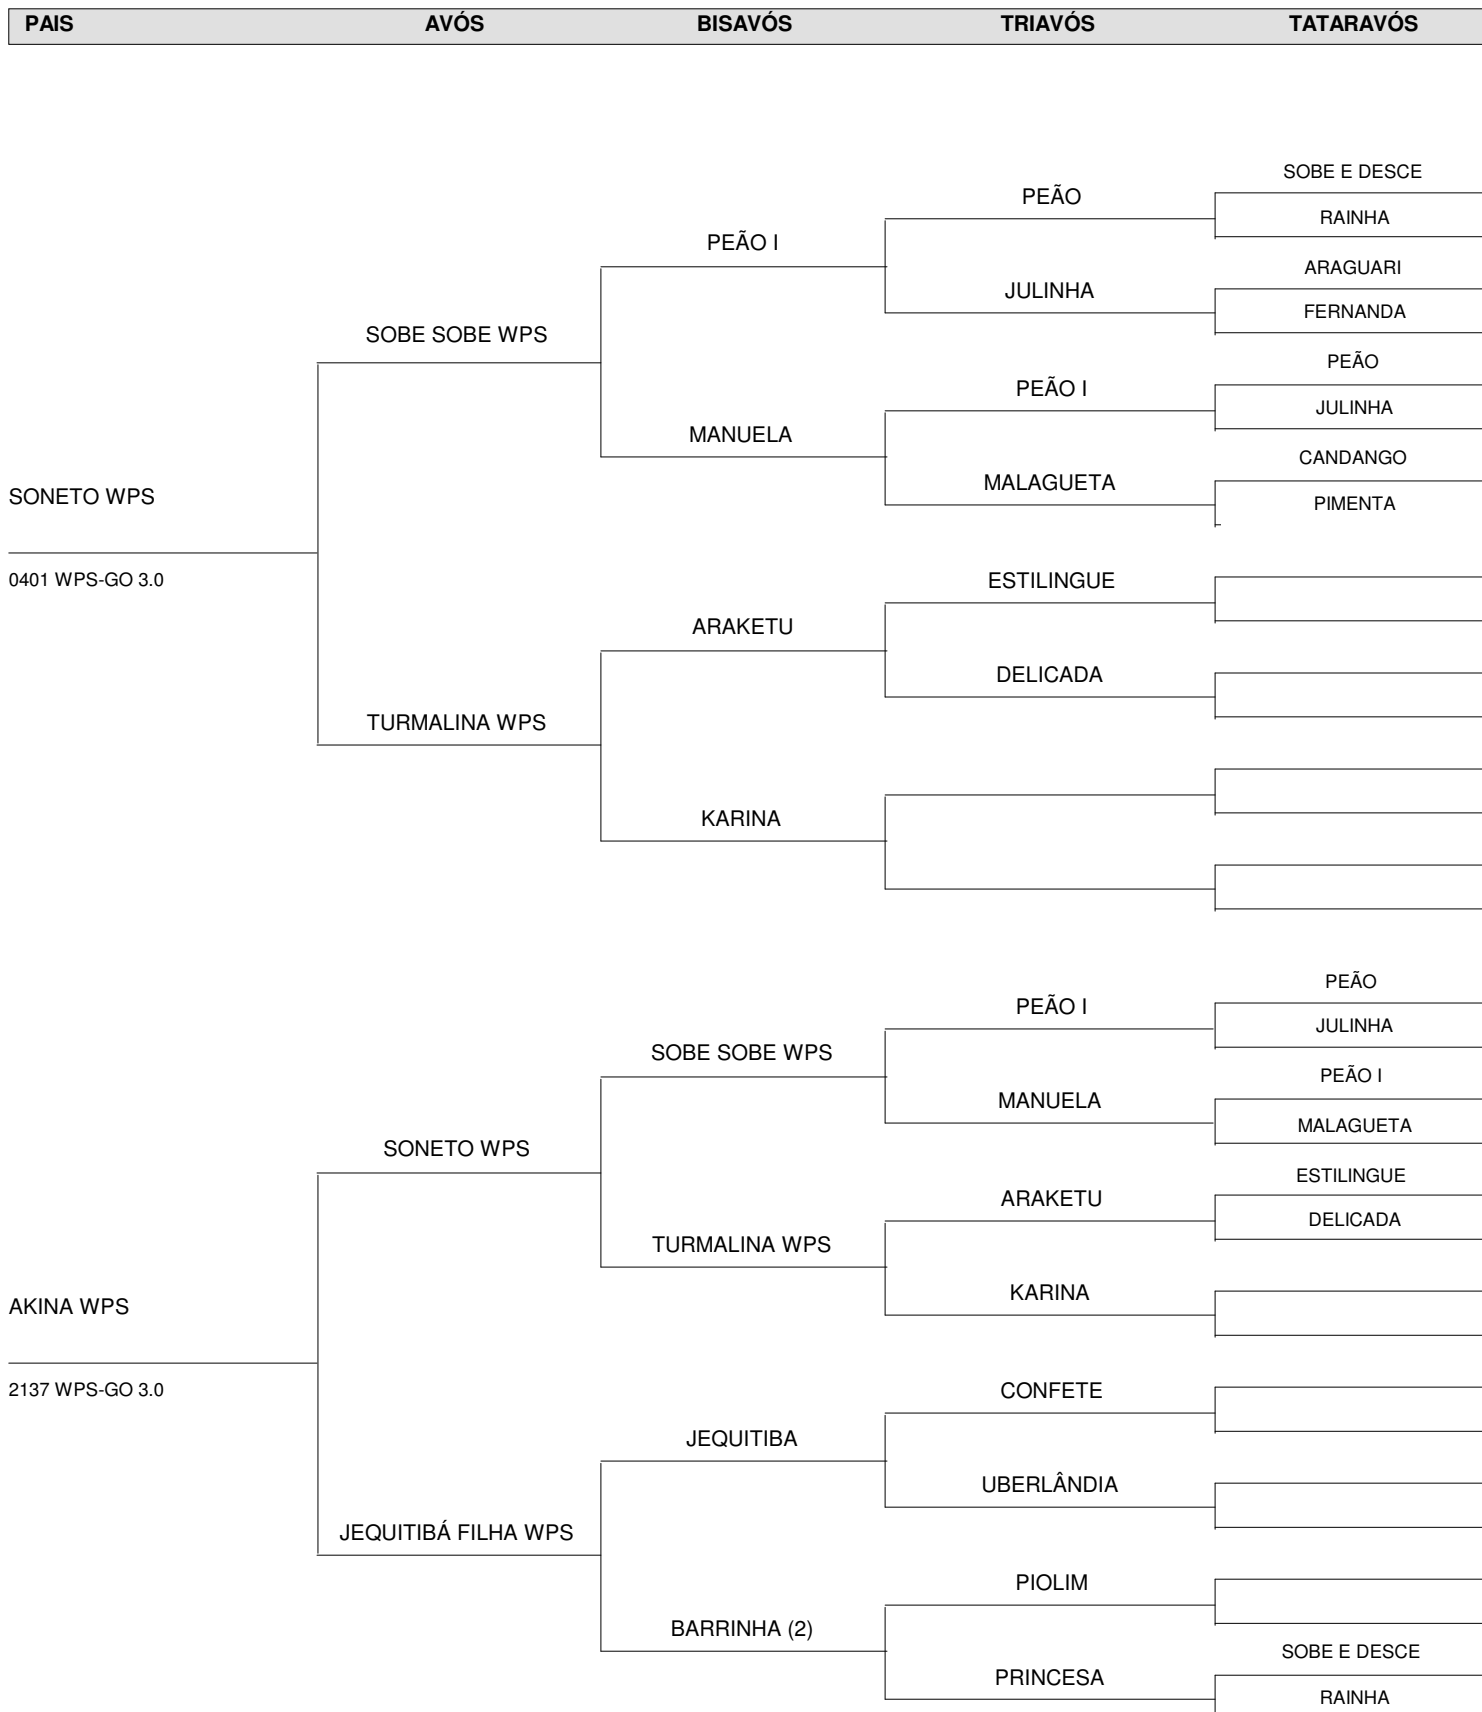 PAIS AVÓS BISAVÓS TRIAVÓS TATARAVÓS
SOBE E DESCE
PEÃO
RAINHA
PEÃO I
ARAGUARI
JULINHA
FERNANDA
SOBE SOBE WPS
PEÃO
PEÃO I
JULINHA
MANUELA
CANDANGO
MALAGUETA
SONETO WPS
PIMENTA
0401 WPS-GO 3.0
ESTILINGUE
ARAKETU
DELICADA
TURMALINA WPS
KARINA
PEÃO
PEÃO I
JULINHA
SOBE SOBE WPS
PEÃO I
MANUELA
MALAGUETA
SONETO WPS
ESTILINGUE
ARAKETU
DELICADA
TURMALINA WPS
KARINA
AKINA WPS
2137 WPS-GO 3.0
CONFETE
JEQUITIBA
UBERLÂNDIA
JEQUITIBÁ FILHA WPS
PIOLIM
BARRINHA (2)
SOBE E DESCE
PRINCESA
RAINHA